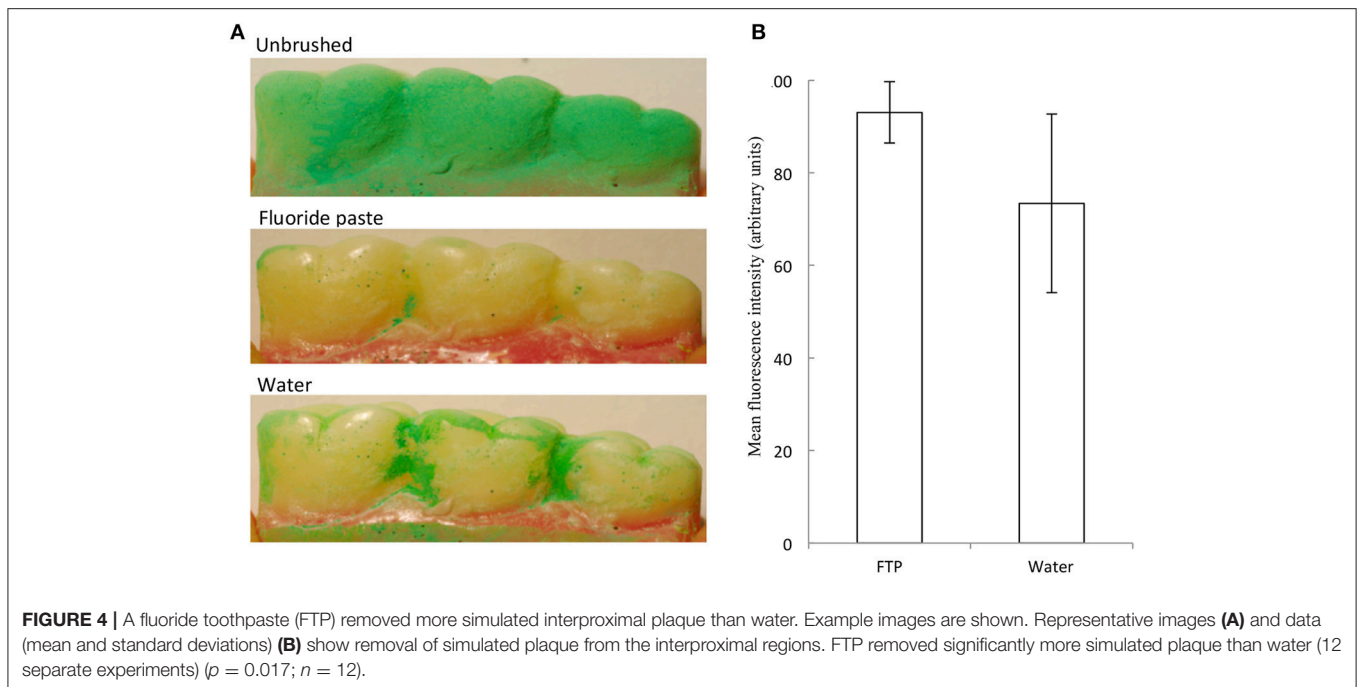 A
Unbrushed
Fluoride paste
Water
B
Mean fluorescence intensity (arbitrary units)
.00
80
60
40
20
0
FTP
Water
FIGURE 4 | A fluoride toothpaste (FTP) removed more simulated interproximal plaque than water. Example images are shown. Representative images (A) and data
(mean and standard deviations) (B) show removal of simulated plaque from the interproximal regions. FTP removed significantly more simulated plaque than water (12
separate experiments) (p = 0.017; n = 12).